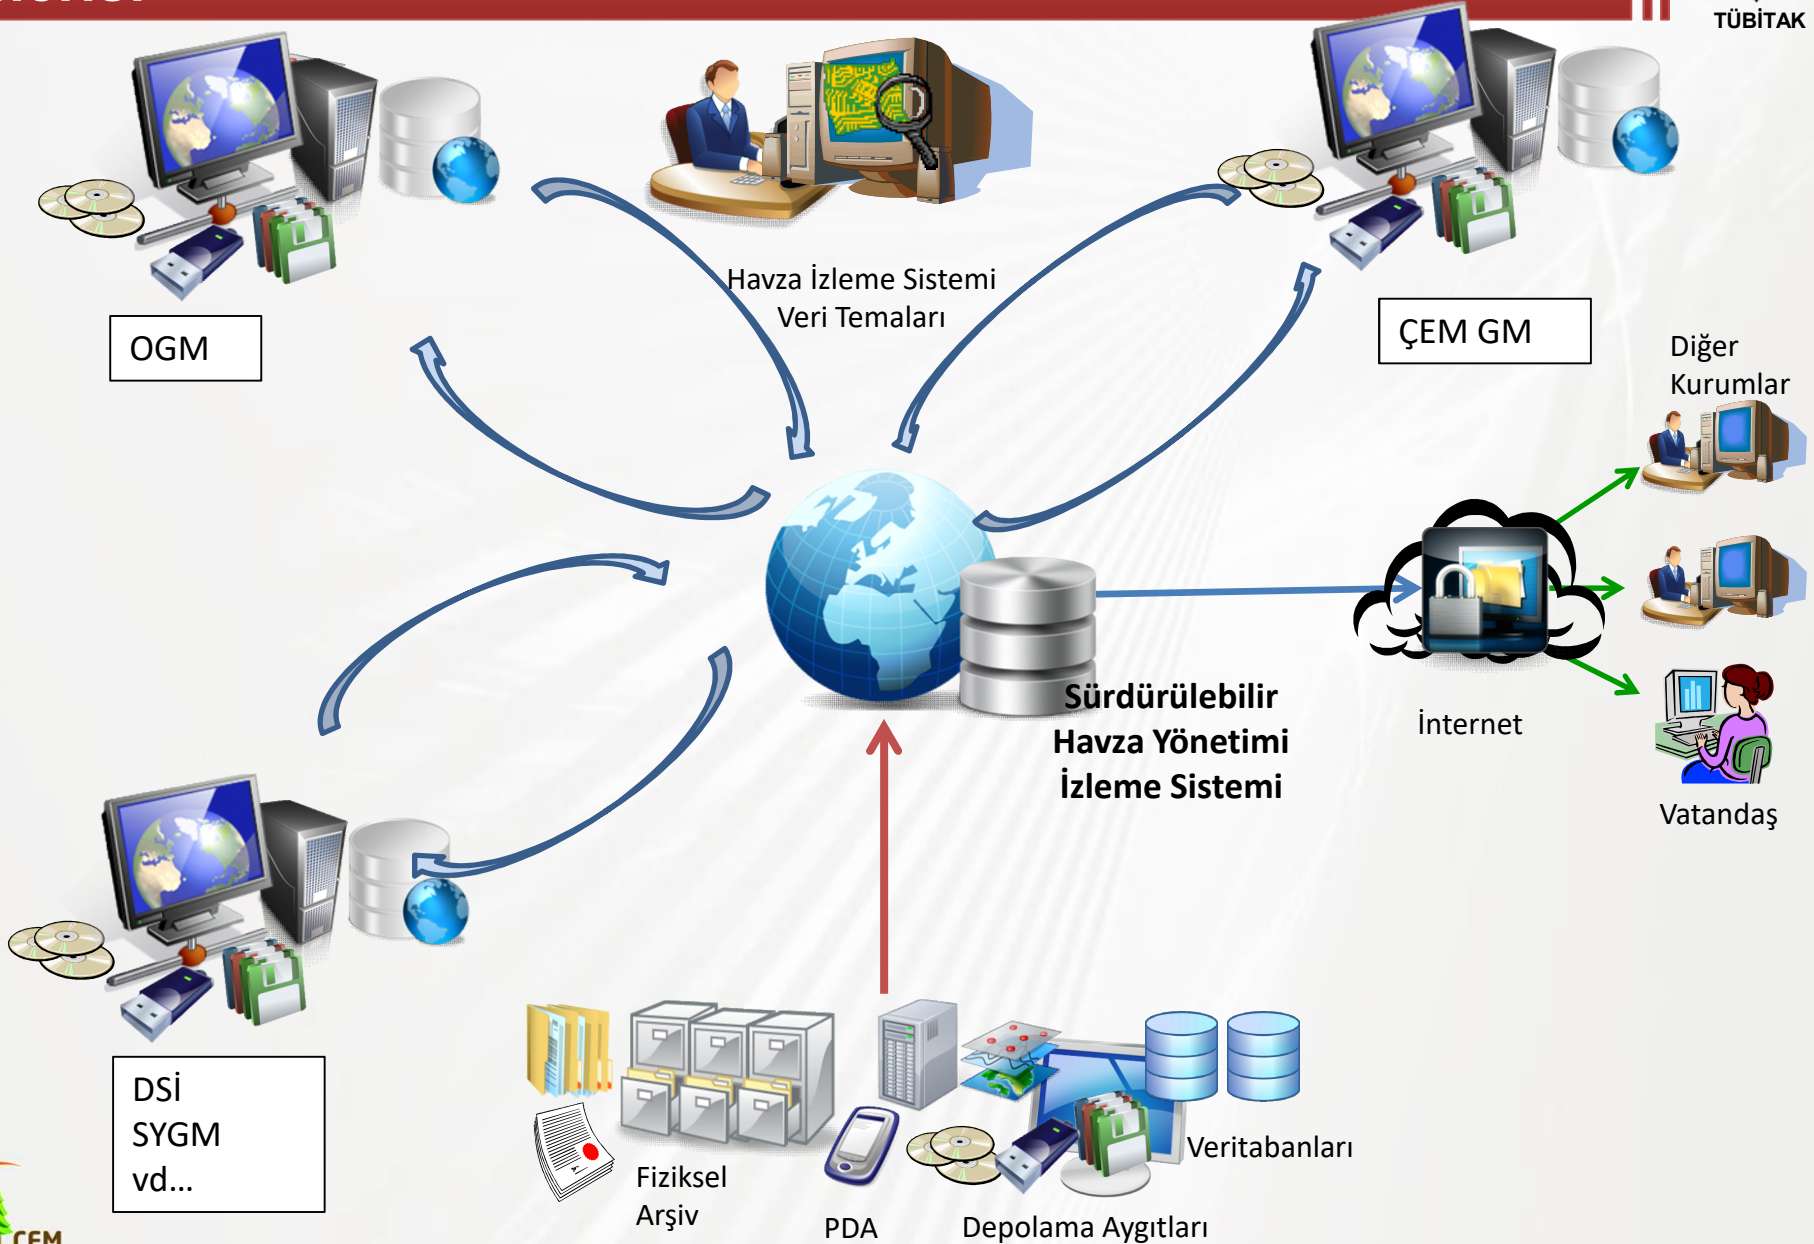 TÜBİTAK
Havza İzleme Sistemi
Veri Temaları
OGM
ÇEM GM
Diğer
Kurumlar
Sürdürülebilir
Havza Yönetimi
İzleme Sistemi
İnternet
Vatandaş
DSİ
SYGM
vd...
Fiziksel
Arşiv
PDA
Depolama Aygıtları
Veritabanları
ÇEM